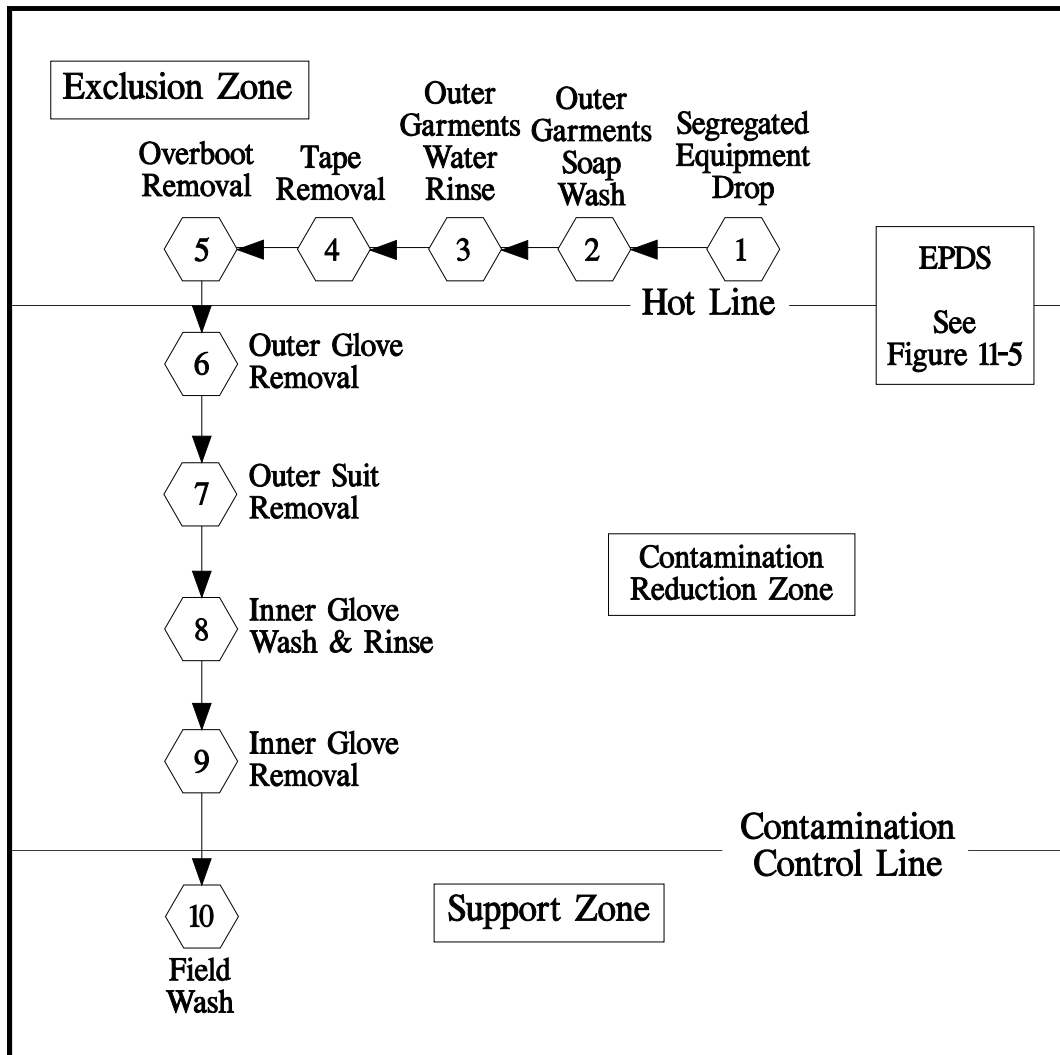 Exclusion Zone
Overboot
Removal
Tape
Removal
Outer
Garments
Water
Rinse
Outer
Garments
Soap
Wash
Segregated
Equipment
Drop
5
4
3
2
1
EPDS
See
Figure 11-5
Hot Line
6
Outer Glove
Removal
7
Outer Suit
Removal
Contamination
Reduction Zone
8
Inner Glove
Wash & Rinse
9
Inner Glove
Removal
Contamination
Control Line
10
Field
Wash
Support Zone